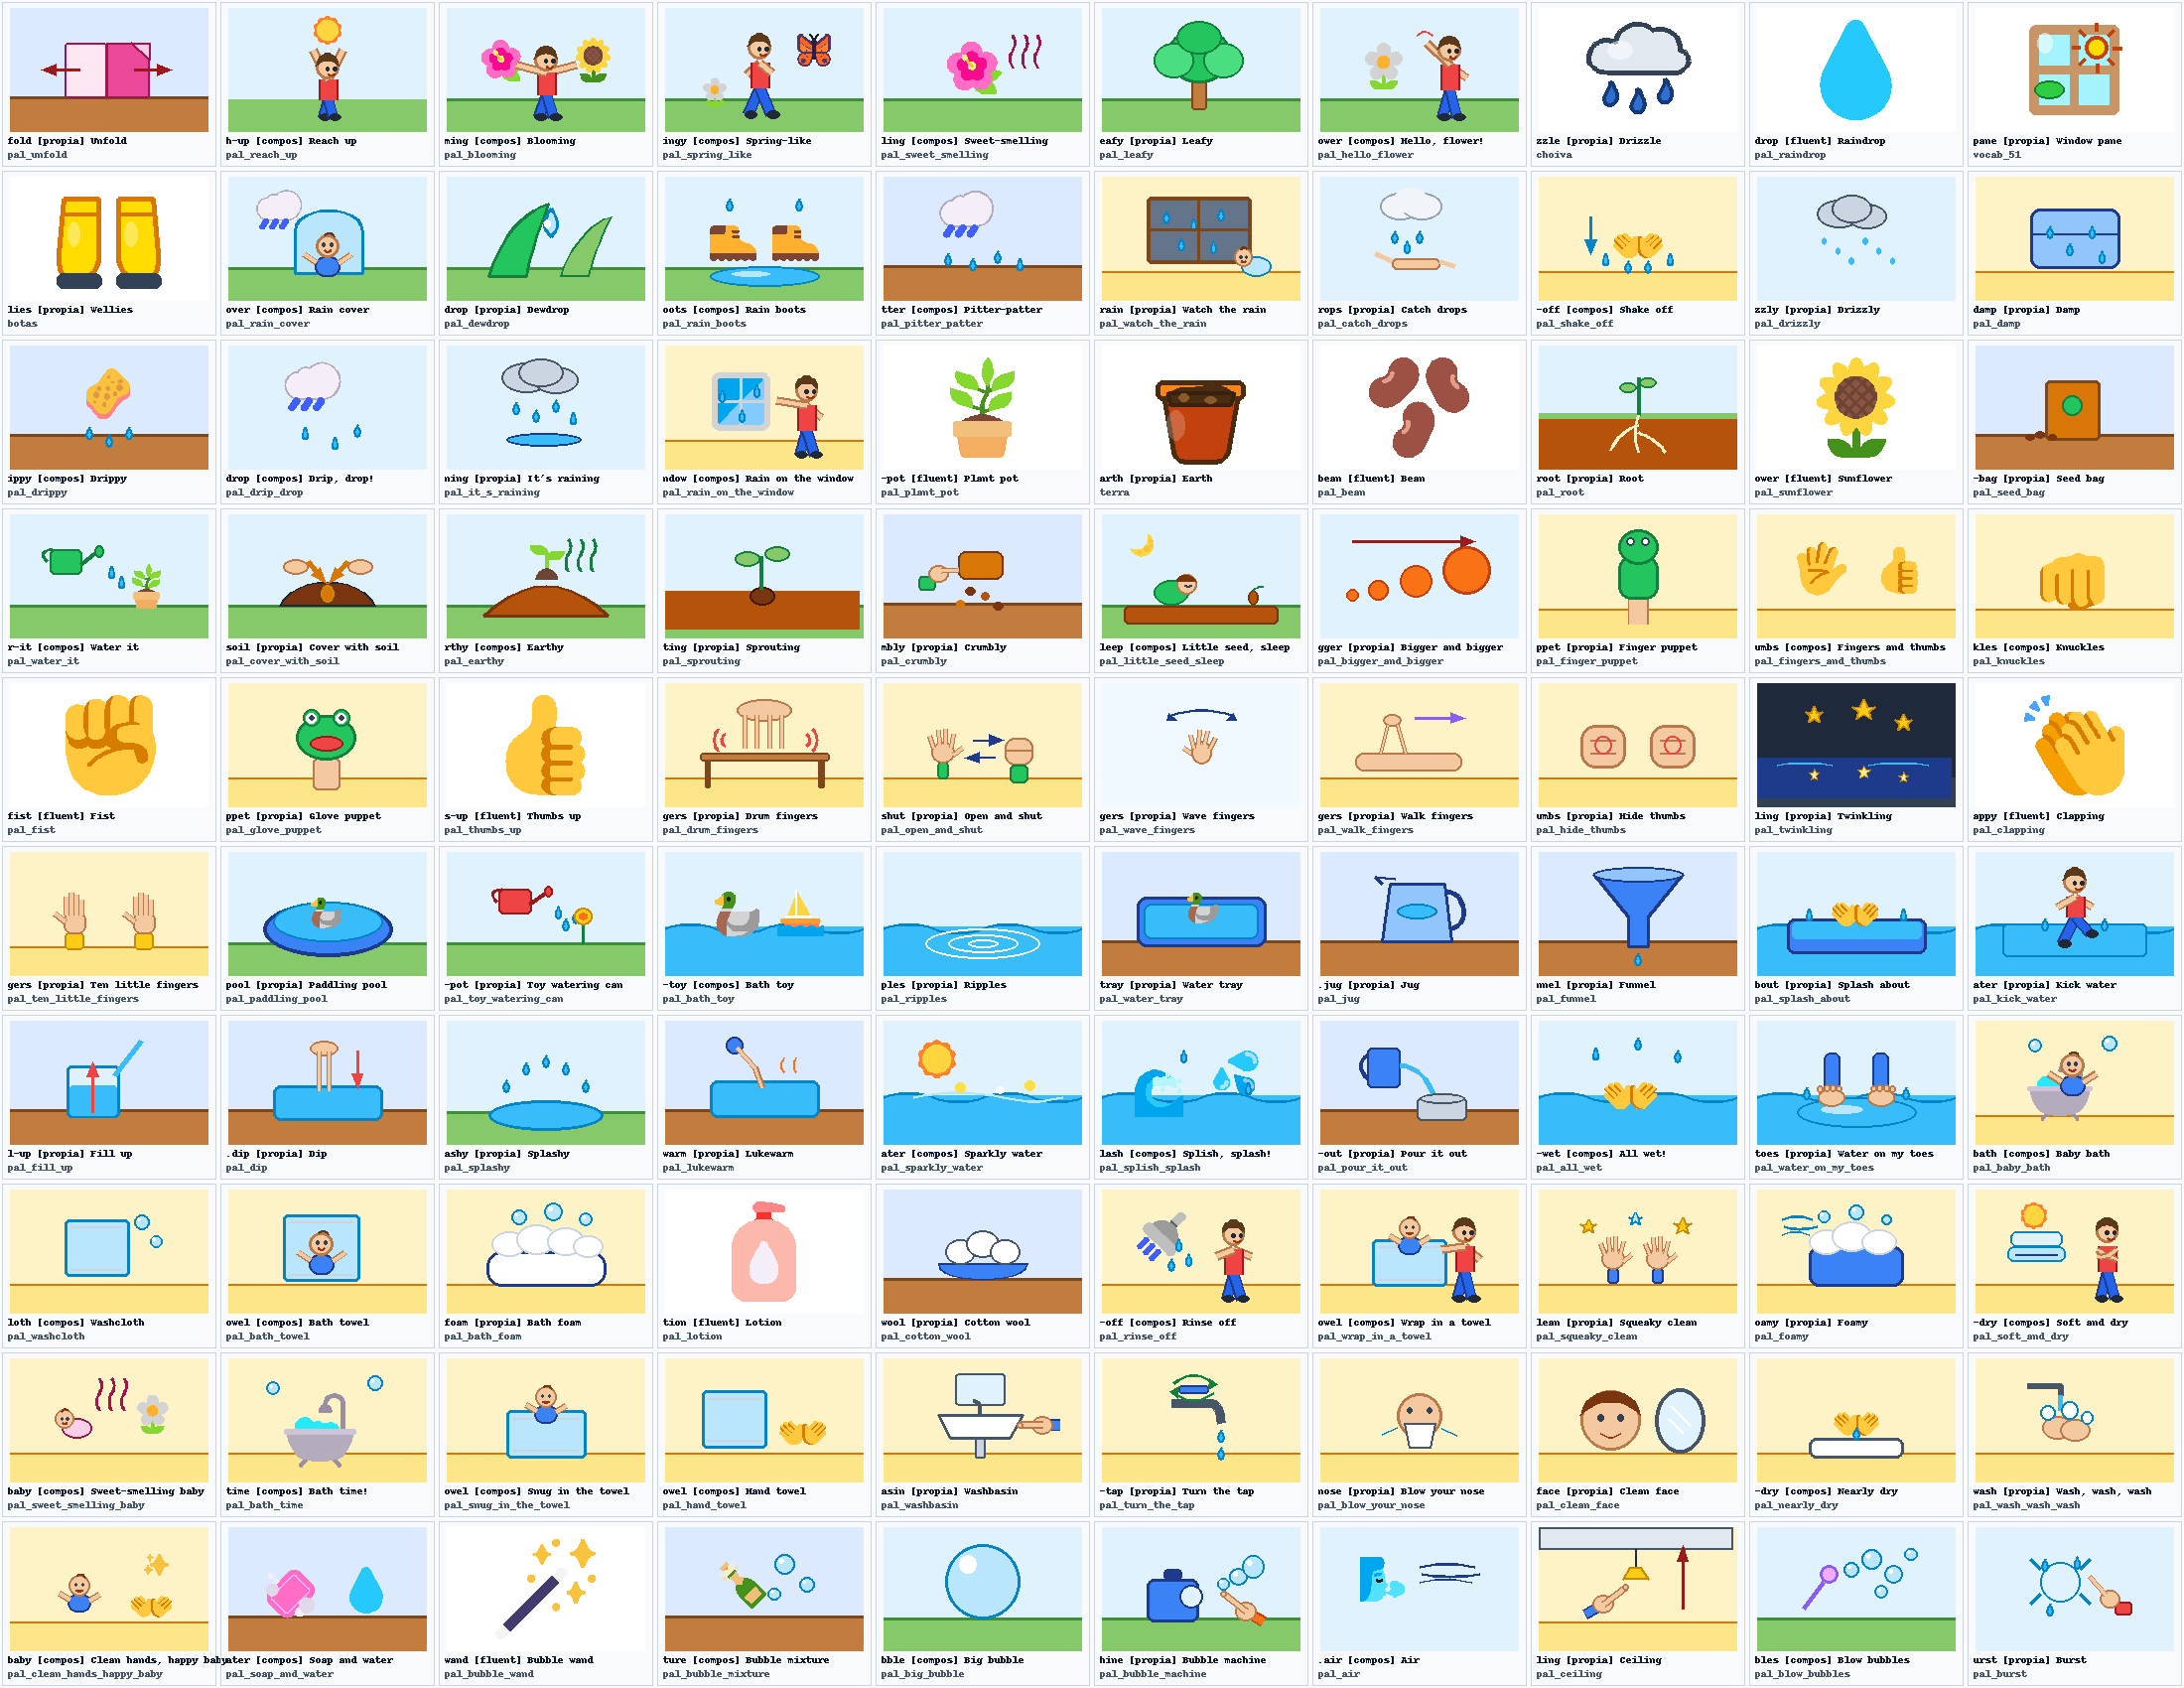 fold [propia] Unfold
pal_unfold
h-up [compos] Reach up
pal_reach_up
ming [compos] Blooming
pal_blooming
ingy [compos] Spring-like
pal_spring_like
ling [compos] Sweet-smelling
pal_sweet_smelling
eafy [propia] Leafy
pal_leafy
ower [compos] Hello, flower!
pal_hello_flower
zzle [propia] Drizzle
choiva
drop [fluent] Raindrop
pal_raindrop
pane [propia] Window pane
vocab_51
lies [propia] Wellies
botas
over [compos] Rain cover
pal_rain_cover
drop [propia] Dewdrop
pal_dewdrop
oots [compos] Rain boots
pal_rain_boots
tter [compos] Pitter-patter
pal_pitter_patter
rain [propia] Watch the rain
pal_watch_the_rain
rops [propia] Catch drops
pal_catch_drops
-off [compos] Shake off
pal_shake_off
zzly [propia] Drizzly
pal_drizzly
damp [propia] Damp
pal_damp
ippy [compos] Drippy
pal_drippy
drop [compos] Drip, drop!
pal_drip_drop
ning [propia] It's raining
pal_it_s_raining
ndow [compos] Rain on the window
pal_rain_on_the_window
-pot [fluent] Plant pot
pal_plant_pot
arth [propia] Earth
terra
bean [fluent] Bean
pal_bean
root [propia] Root
pal_root
ower [fluent] Sunflower
pal_sunflower
-bag [propia] Seed bag
pal_seed_bag
r-it [compos] Water it
pal_water_it
soil [propia] Cover with soil
pal_cover_with_soil
rthy [compos] Earthy
pal_earthy
ting [propia] Sprouting
pal_sprouting
mbly [propia] Crumbly
pal_crumbly
leep [compos] Little seed, sleep
pal_little_seed_sleep
gger [propia] Bigger and bigger
pal_bigger_and_bigger
ppet [propia] Finger puppet
pal_finger_puppet
umbs [compos] Fingers and thumbs
pal_fingers_and_thumbs
kles [compos] Knuckles
pal_knuckles
fist [fluent] Fist
pal_fist
ppet [propia] Glove puppet
pal_glove_puppet
s-up [fluent] Thumbs up
pal_thumbs_up
gers [propia] Drum fingers
pal_drum_fingers
shut [propia] Open and shut
pal_open_and_shut
gers [propia] Wave fingers
pal_wave_fingers
gers [propia] Walk fingers
pal_walk_fingers
umbs [propia] Hide thumbs
pal_hide_thumbs
ling [propia] Twinkling
pal_twinkling
appy [fluent] Clapping
pal_clapping
gers [propia] Ten little fingers
pal_ten_little_fingers
pool [propia] Paddling pool
pal_paddling_pool
-pot [propia] Toy watering can
pal_toy_watering_can
-toy [compos] Bath toy
pal_bath_toy
ples [propia] Ripples
pal_ripples
tray [propia] Water tray
pal_water_tray
.jug [propia] Jug
pal_jug
nnel [propia] Funnel
pal_funnel
bout [propia] Splash about
pal_splash_about
ater [propia] Kick water
pal_kick_water
l-up [propia] Fill up
pal_fill_up
.dip [propia] Dip
pal_dip
ashy [propia] Splashy
pal_splashy
warm [propia] Lukewarm
pal_lukewarm
ater [compos] Sparkly water
pal_sparkly_water
lash [compos] Splish, splash!
pal_splish_splash
-out [propia] Pour it out
pal_pour_it_out
-wet [compos] All wet!
pal_all_wet
toes [propia] Water on my toes
pal_water_on_my_toes
bath [compos] Baby bath
pal_baby_bath
loth [compos] Washcloth
pal_washcloth
owel [compos] Bath towel
pal_bath_towel
foam [propia] Bath foam
pal_bath_foam
tion [fluent] Lotion
pal_lotion
wool [propia] Cotton wool
pal_cotton_wool
-off [compos] Rinse off
pal_rinse_off
owel [compos] Wrap in a towel
pal_wrap_in_a_towel
lean [propia] Squeaky clean
pal_squeaky_clean
oamy [propia] Foamy
pal_foamy
-dry [compos] Soft and dry
pal_soft_and_dry
baby [compos] Sweet-smelling baby
pal_sweet_smelling_baby
time [compos] Bath time!
pal_bath_time
owel [compos] Snug in the towel
pal_snug_in_the_towel
owel [compos] Hand towel
pal_hand_towel
asin [propia] Washbasin
pal_washbasin
-tap [propia] Turn the tap
pal_turn_the_tap
nose [propia] Blow your nose
pal_blow_your_nose
face [propia] Clean face
pal_clean_face
-dry [compos] Nearly dry
pal_nearly_dry
wash [propia] Wash, wash, wash
pal_wash_wash_wash
baby [compos] Clean hands, happy baby
pal_clean_hands_happy_baby
ater [compos] Soap and water
pal_soap_and_water
wand [fluent] Bubble wand
pal_bubble_wand
ture [compos] Bubble mixture
pal_bubble_mixture
bble [compos] Big bubble
pal_big_bubble
hine [propia] Bubble machine
pal_bubble_machine
.air [compos] Air
pal_air
ling [propia] Ceiling
pal_ceiling
bles [compos] Blow bubbles
pal_blow_bubbles
urst [propia] Burst
pal_burst